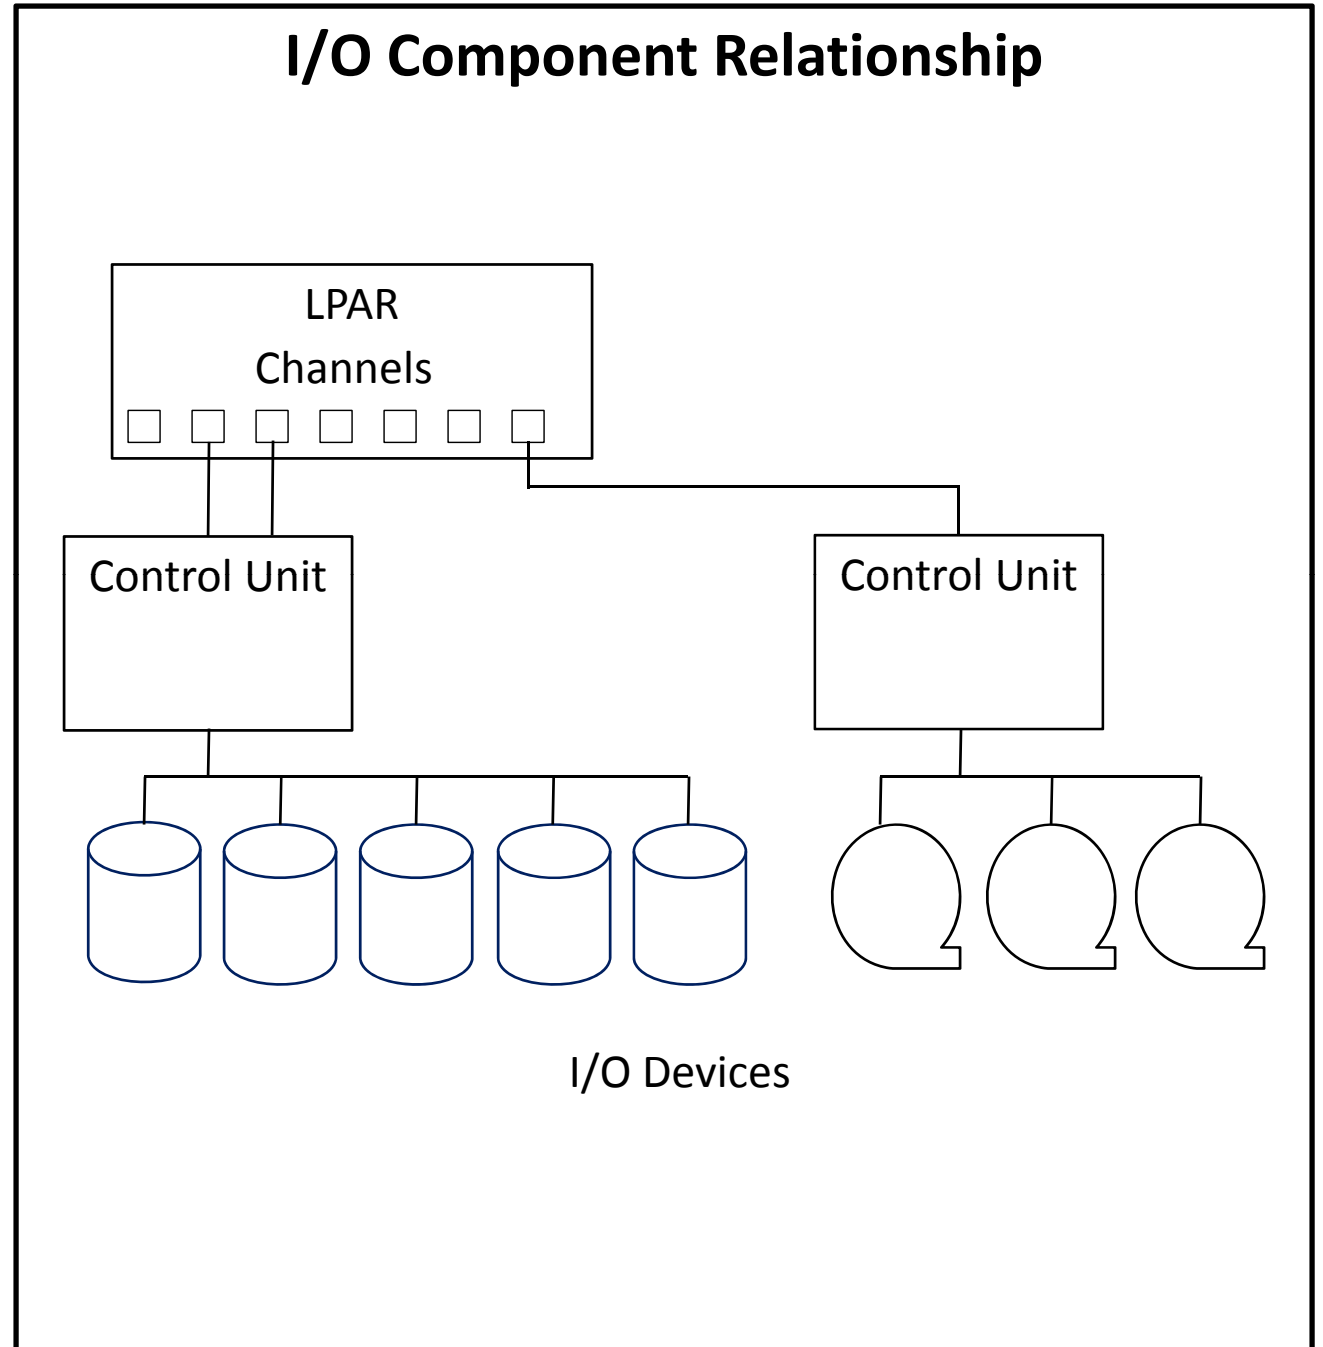 I/O Component Relationship
LPAR
Channels
Control Unit
Control Unit
I/O Devices